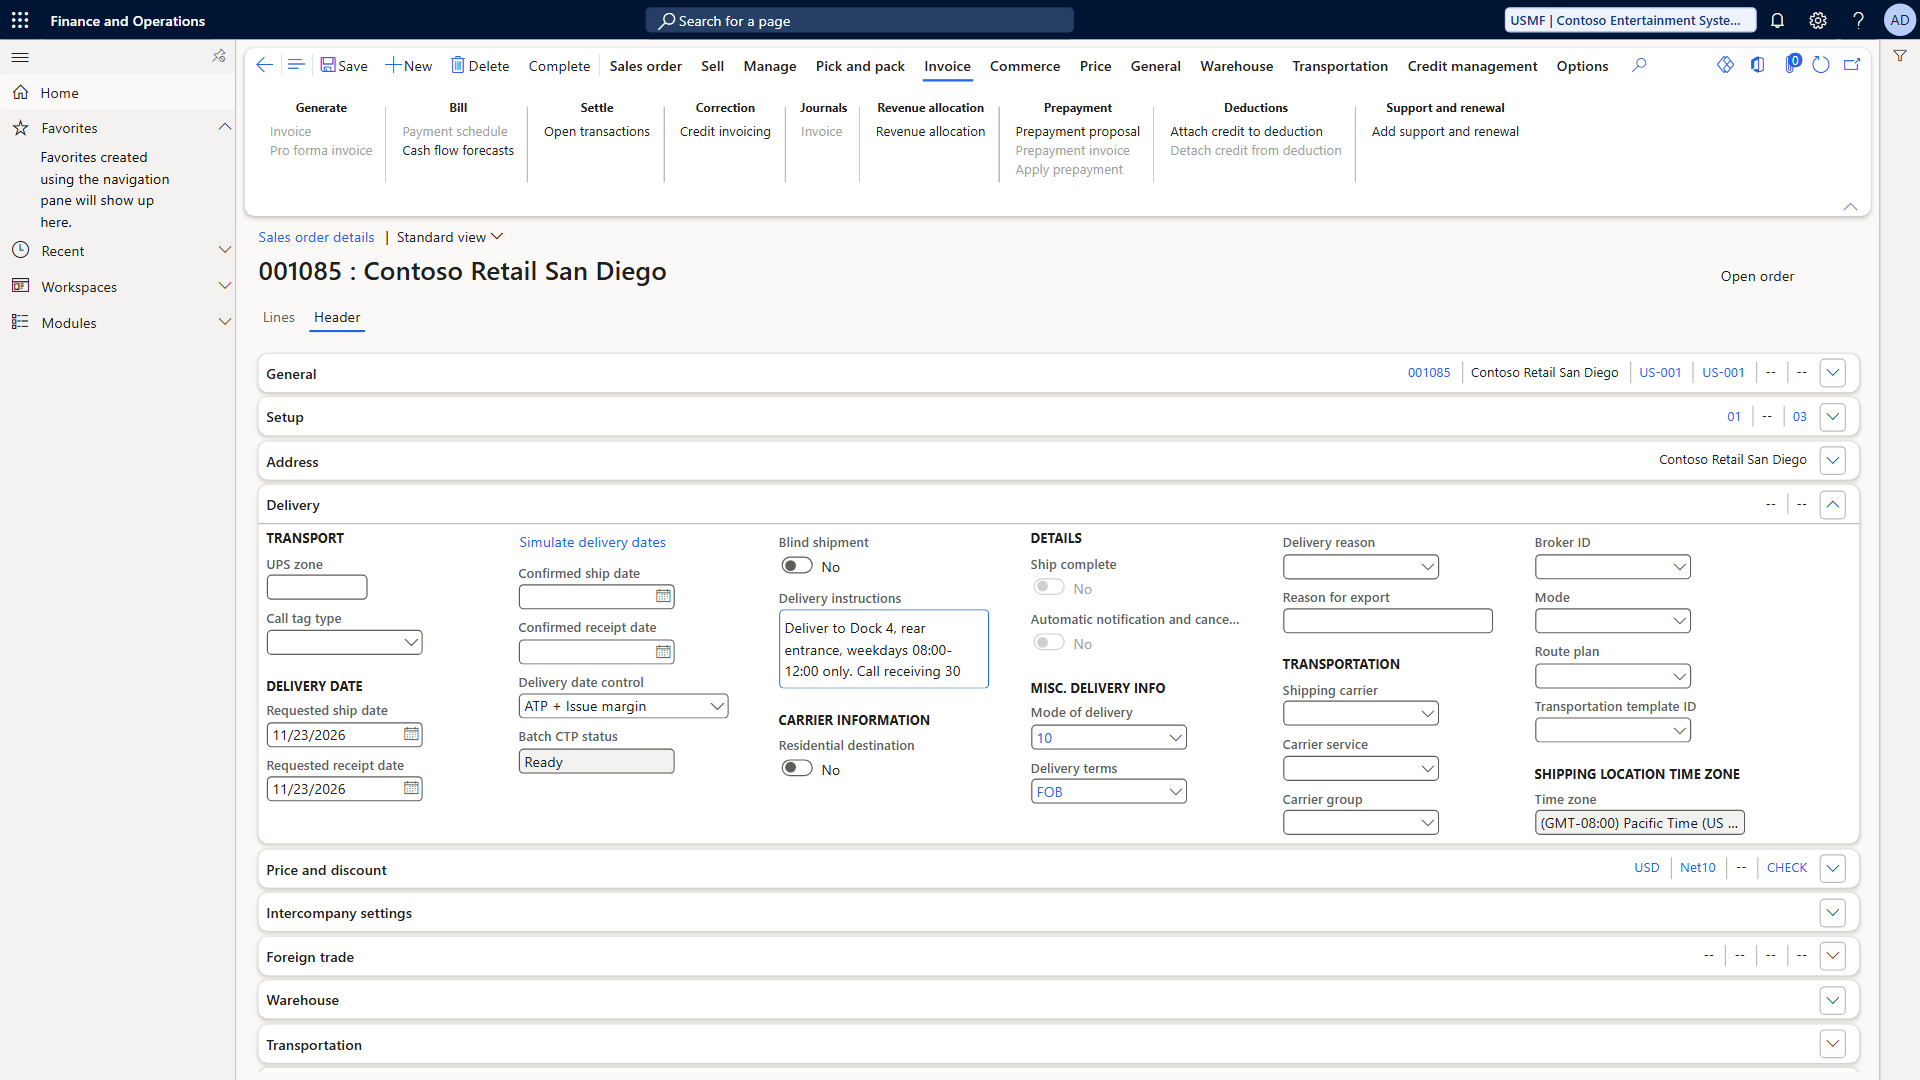 Finance and Operations
Search for a page
USMF | Contoso Entertainment Syste...
AD
Home
Favorites
Favorites created
using the navigation
pane will show up
here.
Recent
Workspaces
Modules
Save
New
Delete
Complete
Sales order
Sell
Manage
Pick and pack
Invoice
Commerce
Price
General
Warehouse
Transportation
Credit management
Options
0
Generate
Invoice
Pro forma invoice
Bill
Payment schedule
Cash flow forecasts
Settle
Open transactions
Correction
Credit invoicing
Journals
Invoice
Revenue allocation
Revenue allocation
Prepayment
Prepayment proposal
Prepayment invoice
Apply prepayment
Deductions
Attach credit to deduction
Detach credit from deduction
Support and renewal
Add support and renewal
Sales order details | Standard view
001085 : Contoso Retail San Diego
Open order
Lines
Header
General
001085
Contoso Retail San Diego
US-001
US-001
--
--
Setup
01
--
03
Address
Contoso Retail San Diego
Delivery
--
--
TRANSPORT
UPS zone
Call tag type
DELIVERY DATE
Requested ship date
11/23/2026
Requested receipt date
11/23/2026
Simulate delivery dates
Confirmed ship date
Confirmed receipt date
Delivery date control
ATP + Issue margin
Batch CTP status
Ready
Blind shipment
No
Delivery instructions
Deliver to Dock 4, rear
entrance, weekdays 08:00-
12:00 only. Call receiving 30
CARRIER INFORMATION
Residential destination
No
DETAILS
Ship complete
No
Automatic notification and cance...
No
MISC. DELIVERY INFO
Mode of delivery
10
Delivery terms
FOB
Delivery reason
Reason for export
TRANSPORTATION
Shipping carrier
Carrier service
Carrier group
Broker ID
Mode
Route plan
Transportation template ID
SHIPPING LOCATION TIME ZONE
Time zone
(GMT-08:00) Pacific Time (US ...
Price and discount
USD
Net10
--
CHECK
Intercompany settings
Foreign trade
--
--
--
--
Warehouse
Transportation